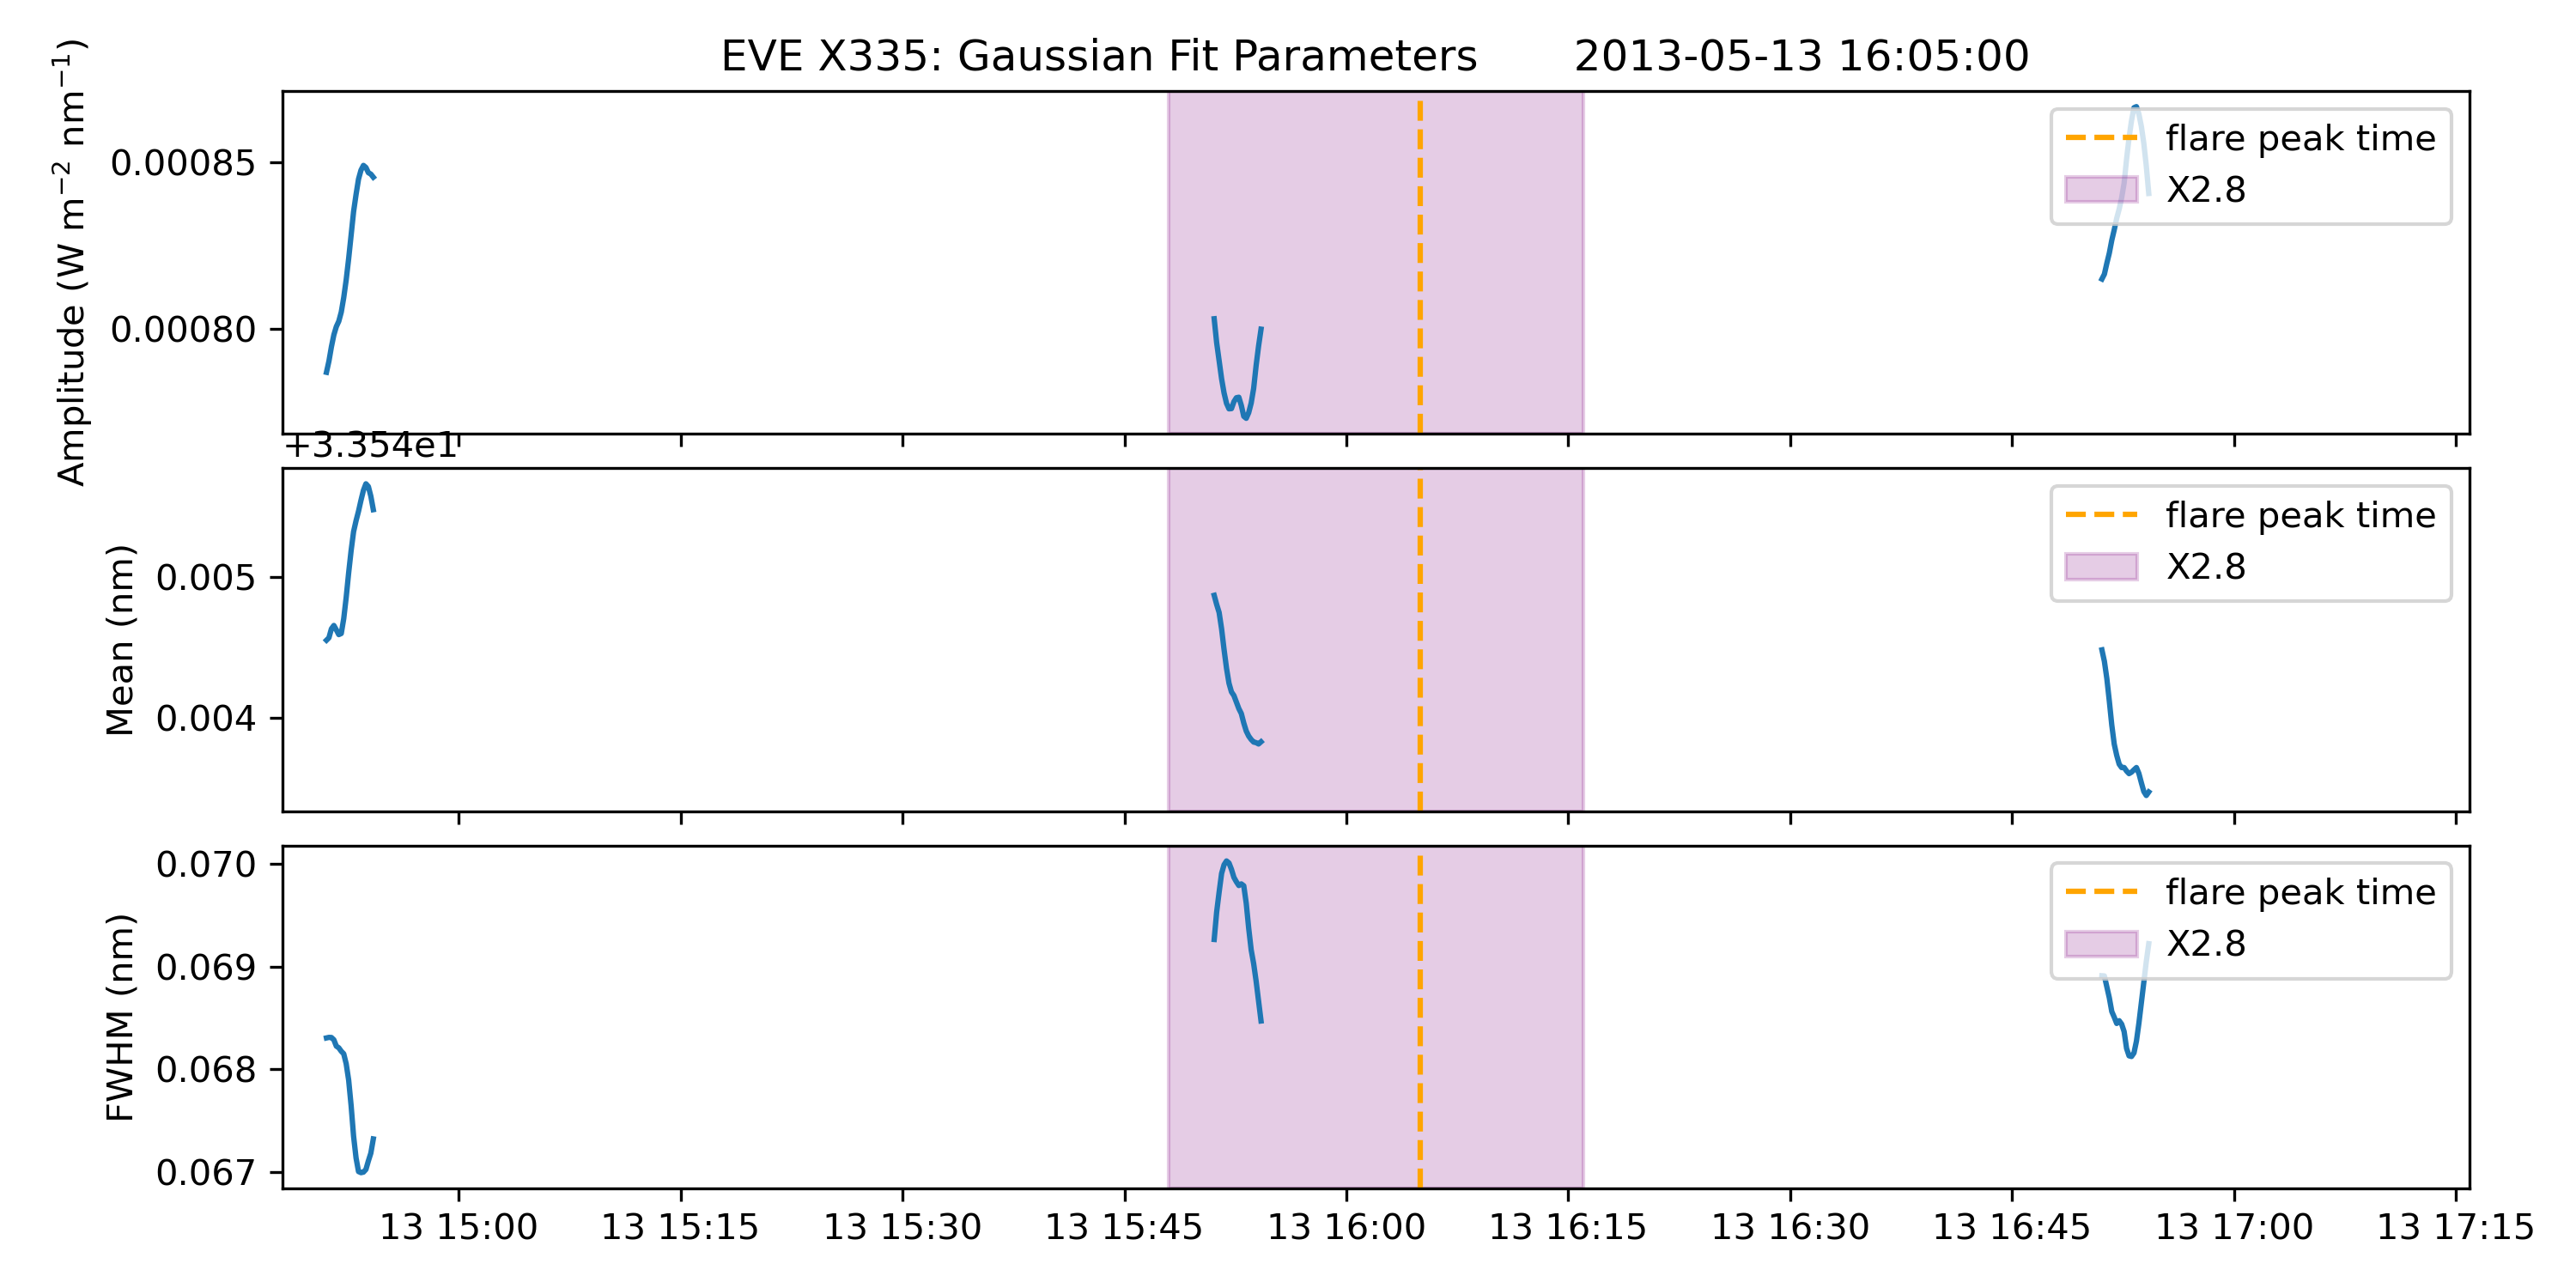 EVE X335: Gaussian Fit Parameters 2013-05-13 16:05:00
Amplitude (W m⁻² nm⁻¹)
0.00085
0.00080
flare peak time
X2.8
+3.354e1
Mean (nm)
0.005
0.004
flare peak time
X2.8
FWHM (nm)
0.070
0.069
0.068
0.067
flare peak time
X2.8
13 15:00 13 15:15 13 15:30 13 15:45 13 16:00 13 16:15 13 16:30 13 16:45 13 17:00 13 17:15